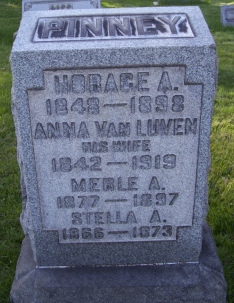 PINNEY
HORACE A.
1848—1898
ANNA VAN LUVEN
HIS WIFE
1842—1919
MERLE A.
1877—1897
STELLA A.
1866—1873